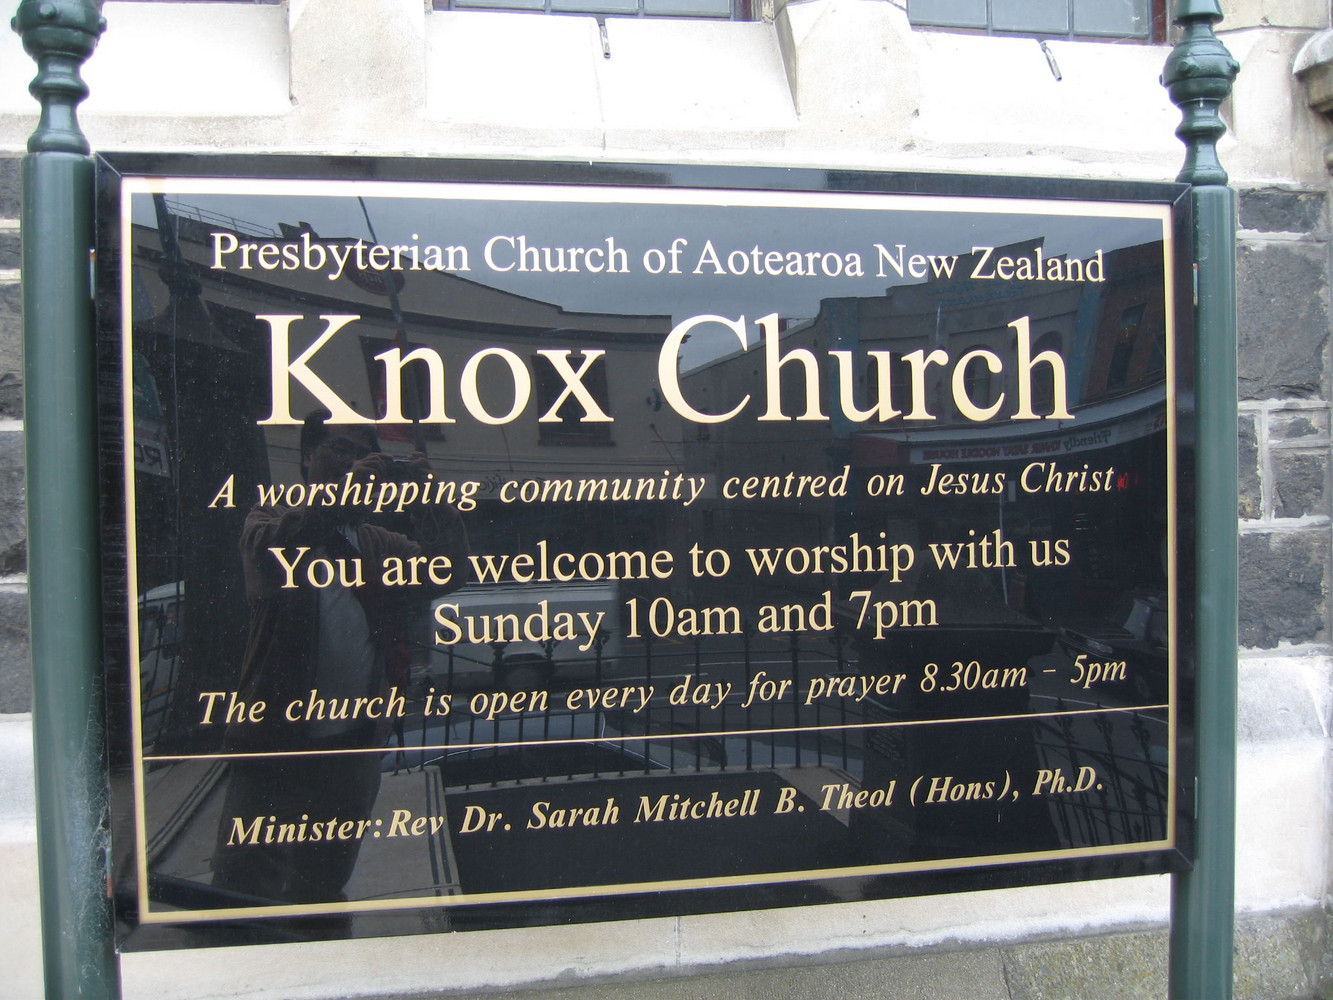 Presbyterian Church of Aotearoa New Zealand
Knox Church
A worshipping community centred on Jesus Christ
You are welcome to worship with us
Sunday 10am and 7pm
The church is open every day for prayer 8.30am - 5pm
Minister: Rev Dr. Sarah Mitchell B. Theol (Hons), Ph.D.